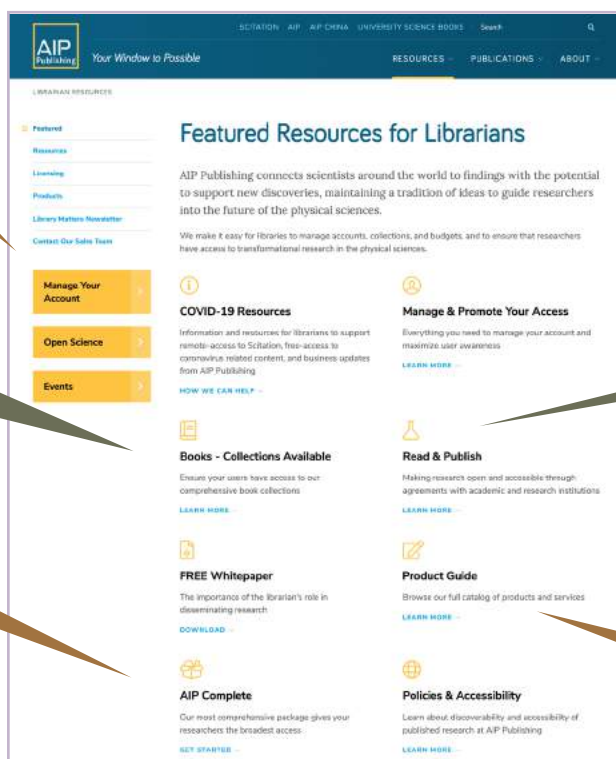 SCITATION AIP AIP CHINA UNIVERSITY SCIENCE BOOKS Search
AIP
Publishing
Your Window to Possible
RESOURCES PUBLICATIONS ABOUT
LIBRARIAN RESOURCES
Featured
Resources
Licensing
Products
Library Matters Newsletter
Contact Our Sales Team
Manage Your
Account
Open Science
Events
Featured Resources for Librarians
AIP Publishing connects scientists around the world to findings with the potential
to support new discoveries, maintaining a tradition of ideas to guide researchers
into the future of the physical sciences.
We make it easy for libraries to manage accounts, collections, and budgets, and to ensure that researchers
have access to transformational research in the physical sciences.
COVID-19 Resources
Information and resources for librarians to support
remote-access to Scitation, free-access to
coronavirus related content, and business updates
from AIP Publishing
HOW WE CAN HELP
Manage & Promote Your Access
Everything you need to manage your account and
maximize user awareness
LEARN MORE
Books - Collections Available
Ensure your users have access to our
comprehensive book collections
LEARN MORE
Read & Publish
Making research open and accessible through
agreements with academic and research institutions
LEARN MORE
FREE Whitepaper
The importance of the librarian's role in
disseminating research
DOWNLOAD
Product Guide
Browse our full catalog of products and services
LEARN MORE
AIP Complete
Our most comprehensive package gives your
researchers the broadest access
GET STARTED
Policies & Accessibility
Learn about discoverability and accessibility of
published research at AIP Publishing
LEARN MORE